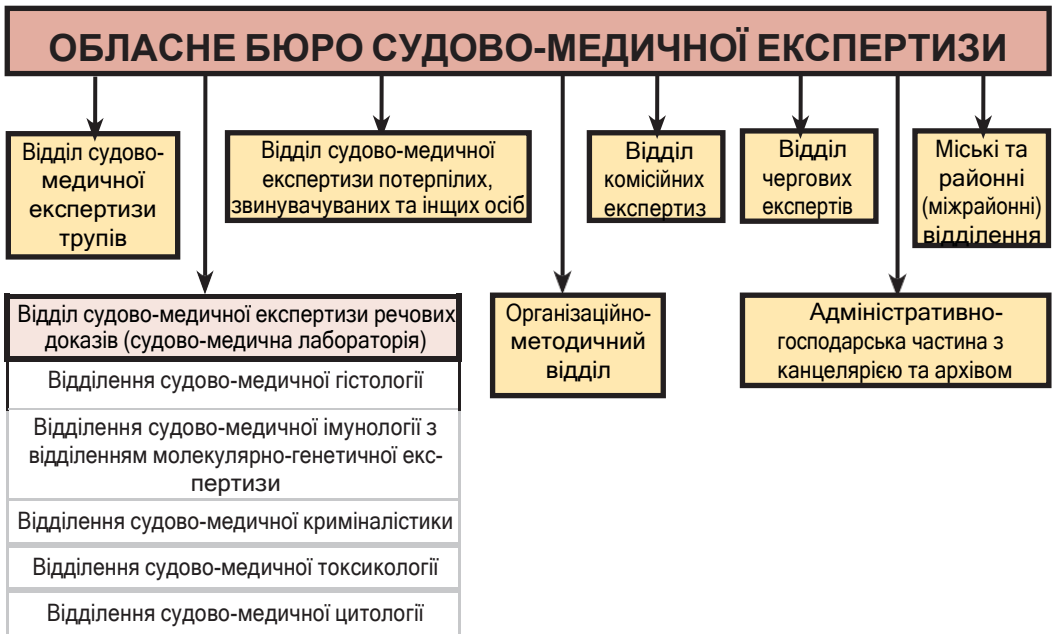 ОБЛАСНЕ БЮРО СУДОВО-МЕДИЧНОЇ ЕКСПЕРТИЗИ
Відділ судово-
медичної
експертизи
трупів
Відділ судово-медичної
експертизи потерпілих,
звинувачуваних та інших осіб
Відділ
комісійних
експертиз
Відділ
чергових
експертів
Міські та
районні
(міжрайонні)
відділення
Відділ судово-медичної експертизи речових
доказів (судово-медична лабораторія)
Відділення судово-медичної гістології
Відділення судово-медичної імунології з
відділенням молекулярно-генетичної екс-
пертизи
Відділення судово-медичної криміналістики
Відділення судово-медичної токсикології
Відділення судово-медичної цитології
Організаційно-
методичний
відділ
Адміністративно-
господарська частина з
канцелярією та архівом